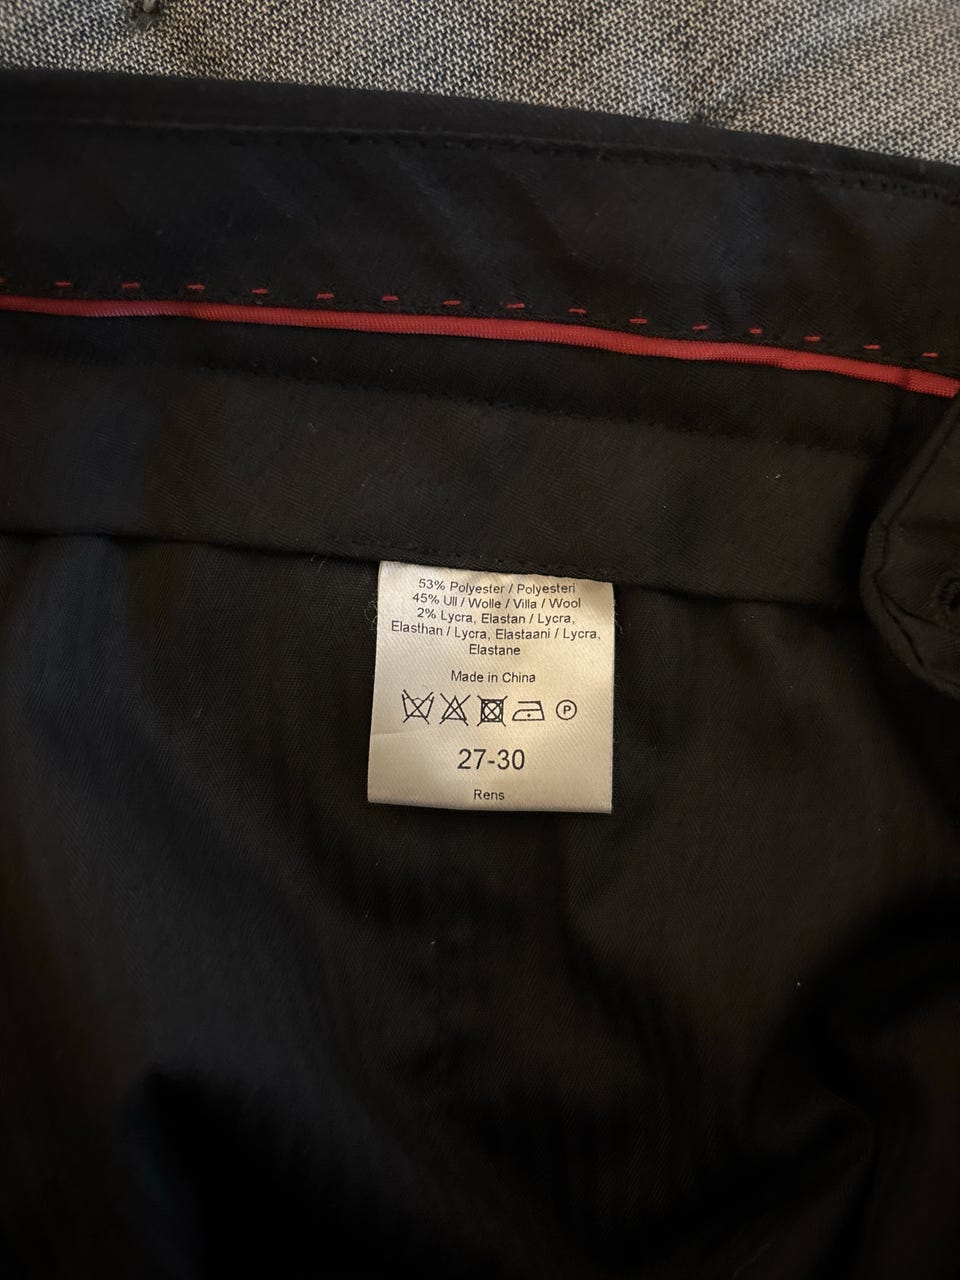 53% Polyester / Polyesteri
45% Ull / Wolle / Villa / Wool
2% Lycra, Elastan / Lycra,
Elasthan / Lycra, Elastaani / Lycra,
Elastane
Made in China
P
27-30
Rens